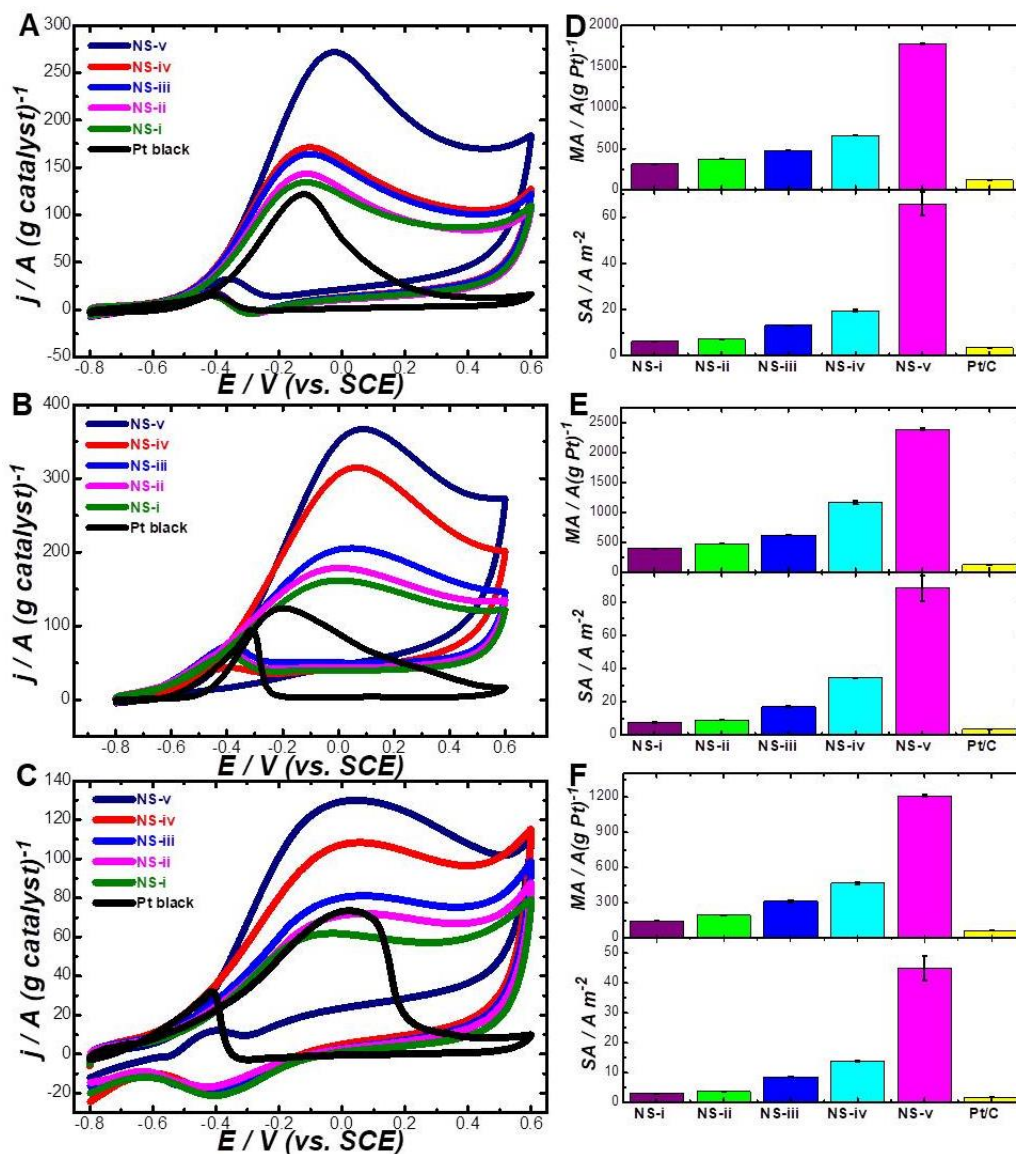 A
300
250
200
150
100
50
0
-50
j / A (g catalyst)-1
NS-v
NS-iv
NS-iii
NS-ii
NS-i
Pt black
-0.8 -0.6 -0.4 -0.2 0.0 0.2 0.4 0.6
E / V (vs. SCE)
B
400
300
200
100
0
j / A (g catalyst)-1
NS-v
NS-iv
NS-iii
NS-ii
NS-i
Pt black
-0.8 -0.6 -0.4 -0.2 0.0 0.2 0.4 0.6
E / V (vs. SCE)
C
140
120
100
80
60
40
20
0
-20
j / A (g catalyst)-1
NS-v
NS-iv
NS-iii
NS-ii
NS-i
Pt black
-0.8 -0.6 -0.4 -0.2 0.0 0.2 0.4 0.6
E / V (vs. SCE)
D
2000
1500
1000
500
0
MA / A(g Pt)-1
60
40
20
0
SA / A m-2
NS-i NS-ii NS-iii NS-iv NS-v Pt/C
E
2500
2000
1500
1000
500
0
MA / A(g Pt)-1
80
60
40
20
0
SA / A m-2
NS-i NS-ii NS-iii NS-iv NS-v Pt/C
F
1200
900
600
300
0
MA / A(g Pt)-1
50
40
30
20
10
0
SA / A m-2
NS-i NS-ii NS-iii NS-iv NS-v Pt/C